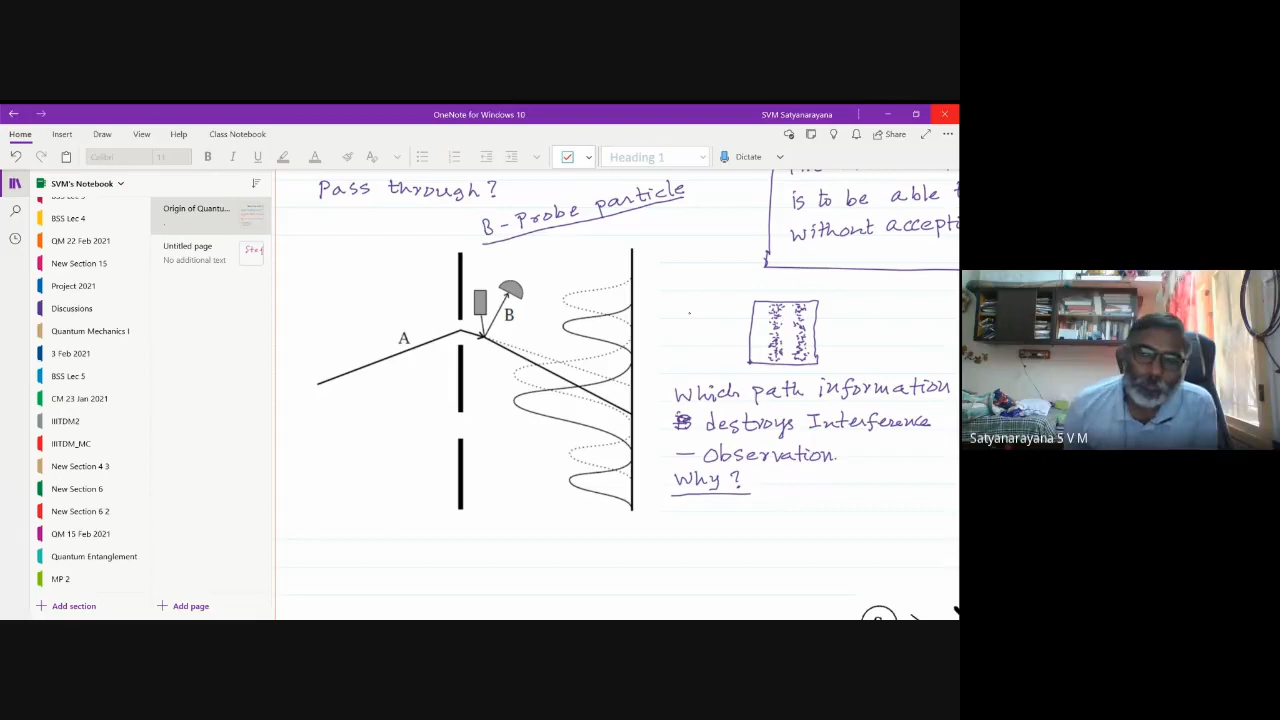 OneNote for Windows 10
SVM Satyanarayana
Home Insert Draw View Help Class Notebook
Share
Calibri 11 B I U A Heading 1 Dictate
SVM's Notebook
BSS Lec 4
QM 22 Feb 2021
New Section 15
Project 2021
Discussions
Quantum Mechanics I
3 Feb 2021
BSS Lec 5
CM 23 Jan 2021
IIITDM2
IIITDM_MC
New Section 4 3
New Section 6
New Section 6 2
QM 15 Feb 2021
Quantum Entanglement
MP 2
+ Add section
Origin of Quantu...
Untitled page
No additional text
+ Add page
Pass through?
B - Probe particle
A
B
is to be able
without accepti
Which path information
destroys Interference
— Observation.
Why?
Satyanarayana S V M